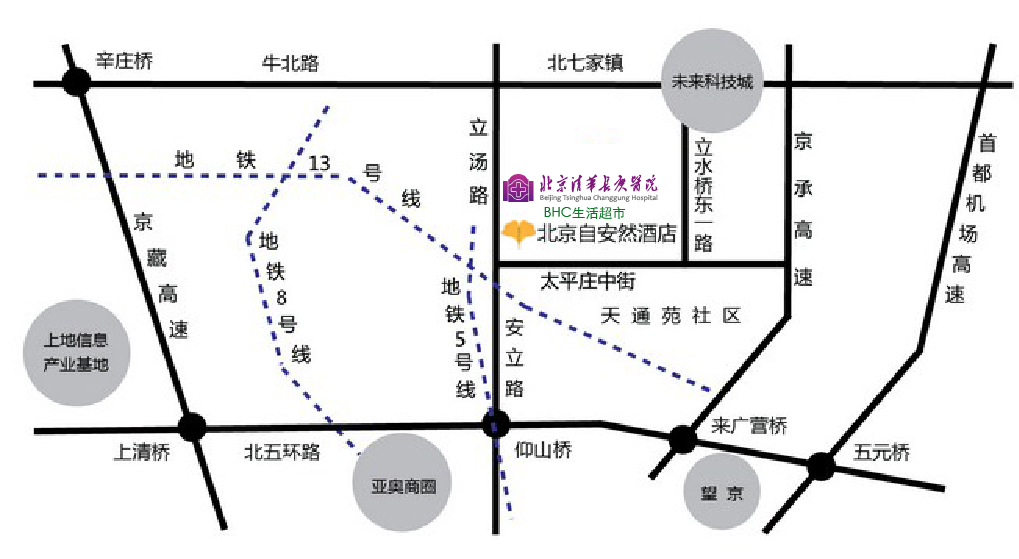 辛庄桥
牛北路
北七家镇
未来科技城
地铁13号线
立汤路
立水桥东一路
京承高速
首都机场高速
北京清华长庚医院
Beijing Tsinghua Changgung Hospital
BHC生活超市
北京自安然酒店
京藏高速
地铁8号线
地铁5号线
太平庄中街
天通苑社区
安立路
上地信息
产业基地
上清桥
北五环路
亚奥商圈
仰山桥
来广营桥
望京
五元桥